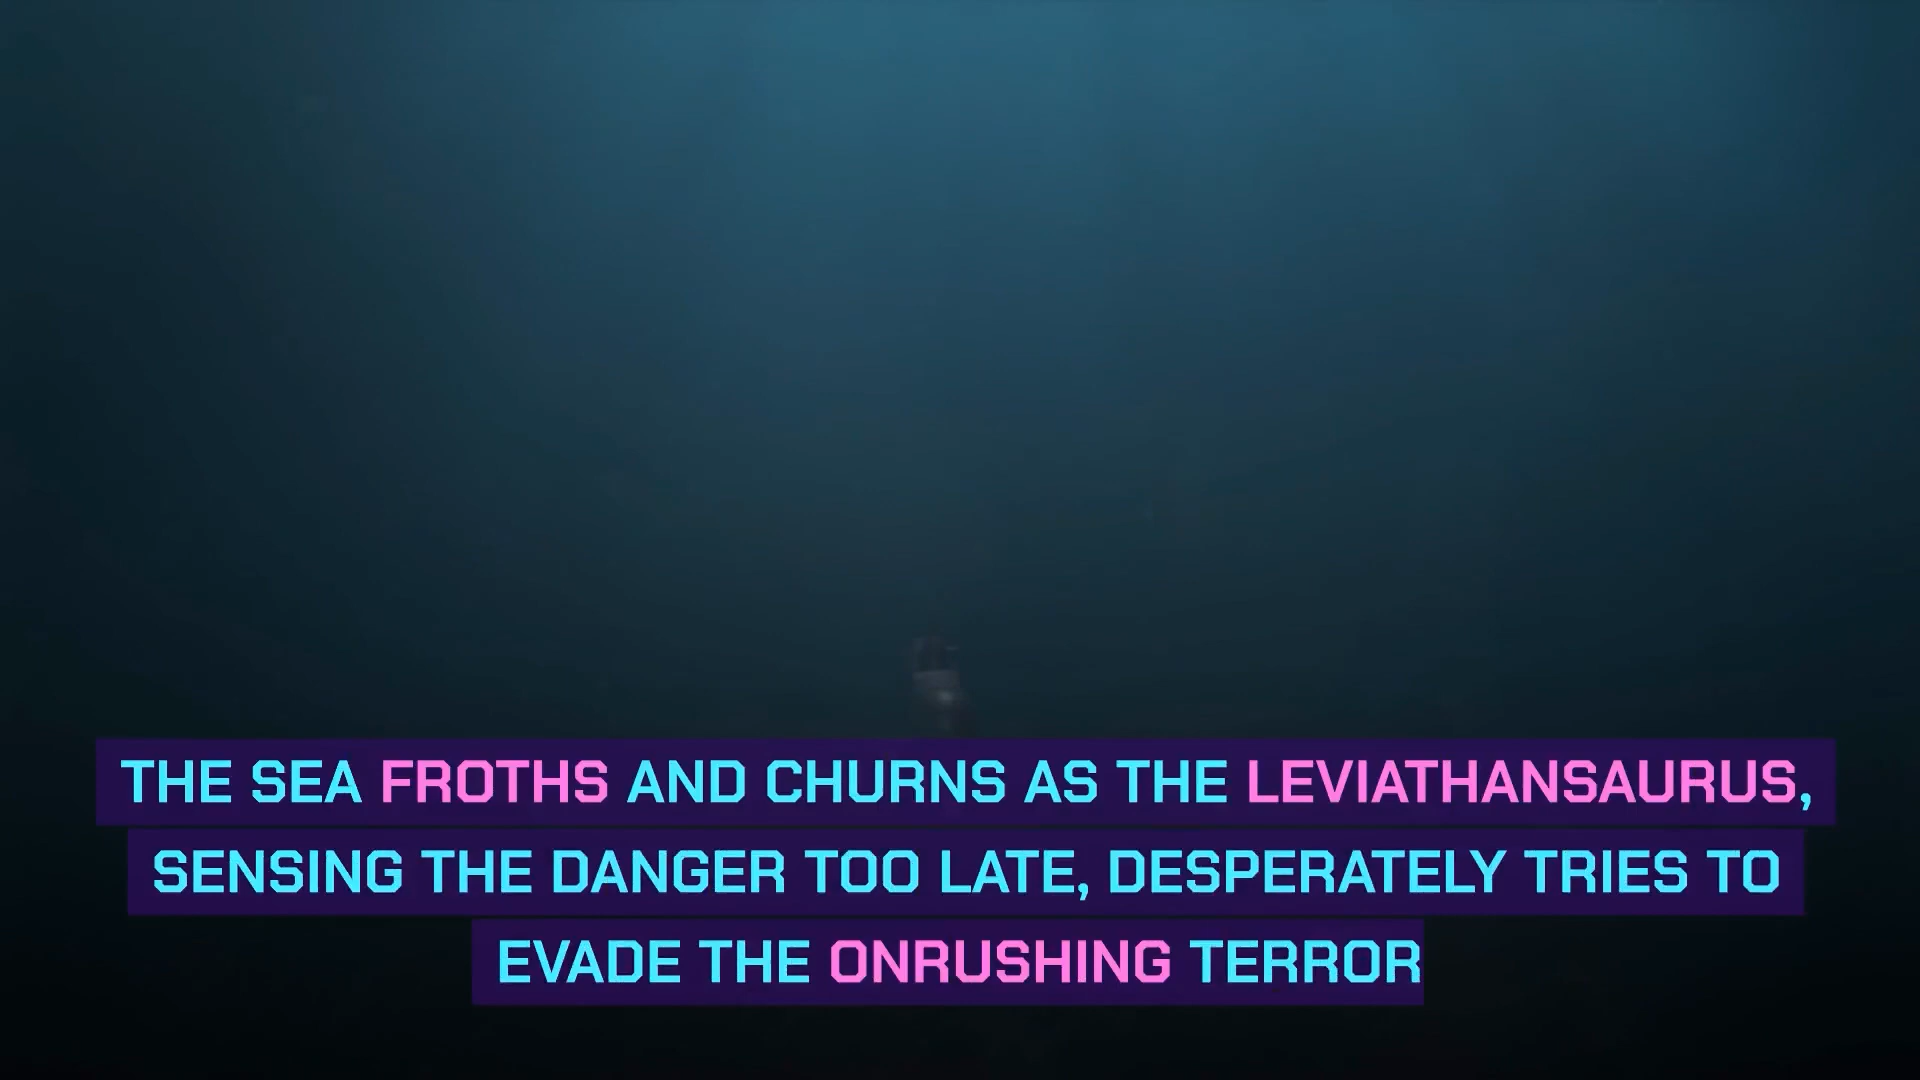 THE SEA FROTHS AND CHURNS AS THE LEVIATHANSAURUS,
SENSING THE DANGER TOO LATE, DESPERATELY TRIES TO
EVADE THE ONRUSHING TERROR